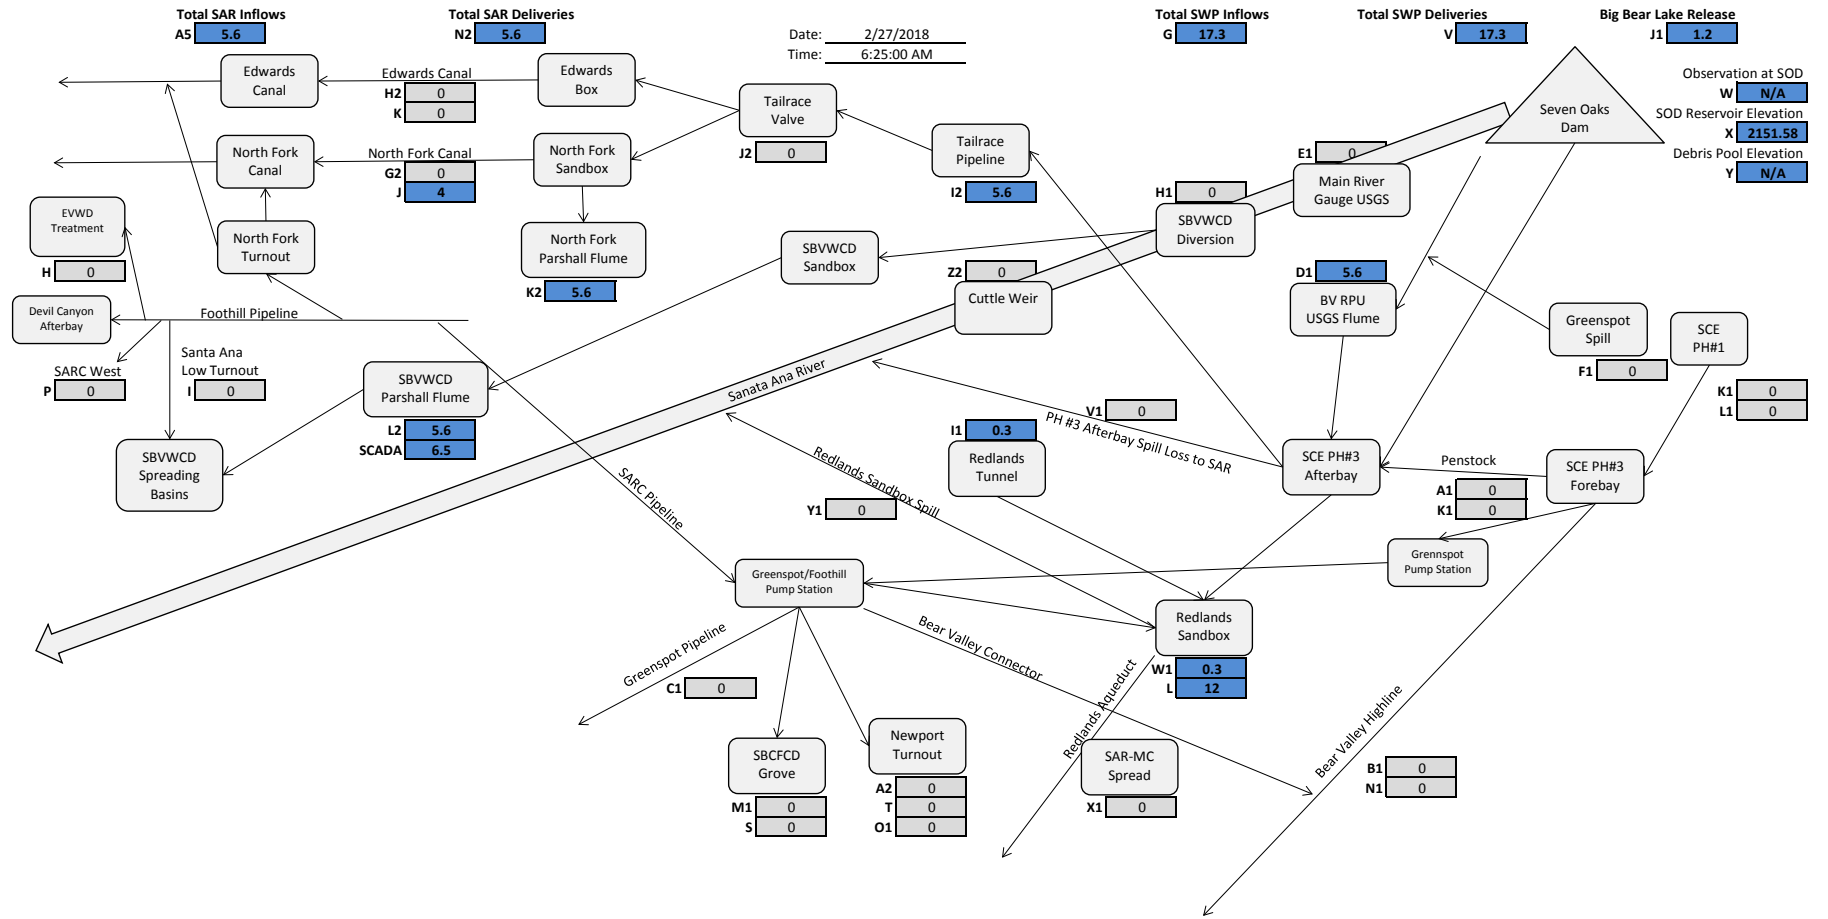 Total SAR Inflows
A5 5.6
Total SAR Deliveries
N2 5.6
Date: 2/27/2018
Time: 6:25:00 AM
Total SWP Inflows
G 17.3
Total SWP Deliveries
V 17.3
Big Bear Lake Release
J1 1.2
Edwards
Canal
Edwards Canal
H2 0
K 0
Edwards
Box
Tailrace
Valve
J2 0
Tailrace
Pipeline
I2 5.6
Seven Oaks
Dam
Observation at SOD
W N/A
SOD Reservoir Elevation
X 2151.58
Debris Pool Elevation
Y N/A
North Fork
Canal
North Fork Canal
G2 0
J 4
North Fork
Sandbox
E1 0
Main River
Gauge USGS
H1 0
SBVWCD
Diversion
EVWD
Treatment
H 0
North Fork
Turnout
North Fork
Parshall Flume
K2 5.6
SBVWCD
Sandbox
Z2 0
Cuttle Weir
D1 5.6
BV RPU
USGS Flume
Greenspot
Spill
F1 0
SCE
PH#1
K1 0
L1 0
Devil Canyon
Afterbay
Foothill Pipeline
SARC West
P 0
Santa Ana
Low Turnout
I 0
SBVWCD
Parshall Flume
L2 5.6
SCADA 6.5
Sanata Ana River
V1 0
PH #3 Afterbay Spill Loss to SAR
I1 0.3
Redlands
Tunnel
SCE PH#3
Afterbay
Penstock
A1 0
K1 0
SCE PH#3
Forebay
SBVWCD
Spreading
Basins
SARC Pipeline
Redlands Sandbox Spill
Y1 0
Grennspot
Pump Station
Greenspot/Foothill
Pump Station
Redlands
Sandbox
W1 0.3
L 12
Greenspot Pipeline
C1 0
Bear Valley Connector
Redlands Aqueduct
Bear Valley Highline
SBCFCD
Grove
M1 0
S 0
Newport
Turnout
A2 0
T 0
O1 0
SAR-MC
Spread
X1 0
B1 0
N1 0